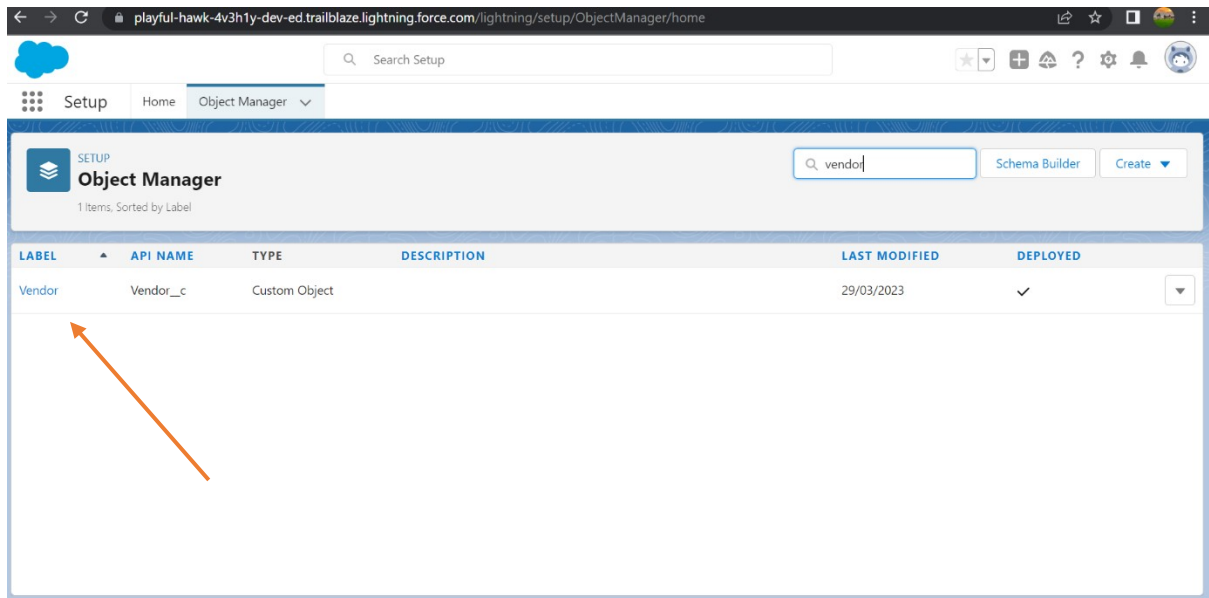 playful-hawk-4v3h1y-dev-ed.trailblaze.lightning.force.com/lightning/setup/ObjectManager/home
Search Setup
Setup Home Object Manager
SETUP
Object Manager
1 Items, Sorted by Label
vendor
Schema Builder Create
LABEL API NAME TYPE DESCRIPTION LAST MODIFIED DEPLOYED
Vendor Vendor__c Custom Object 29/03/2023